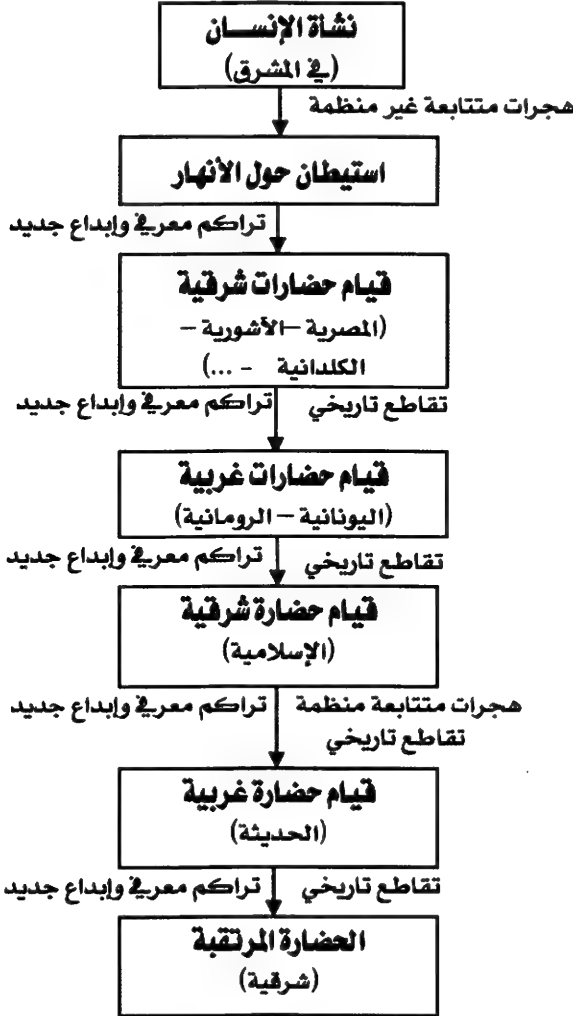 نشأة الإنســان
(في المشرق)
هجرات متتابعة غير منظمة
استيطان حول الأنهار
تراكم معرفي وإبداع جديد
قيام حضارات شرقية
(المصرية – الآشورية –
الكلدانية - ...)
تقاطع تاريخي
تراكم معرفي وإبداع جديد
قيام حضارات غربية
(اليونانية – الرومانية)
تقاطع تاريخي
تراكم معرفي وإبداع جديد
قيام حضارة شرقية
(الإسلامية)
هجرات متتابعة منظمة
تراكم معرفي وإبداع جديد
تقاطع تاريخي
قيام حضارة غربية
(الحديثة)
تقاطع تاريخي
تراكم معرفي وإبداع جديد
الحضارة المرتقبة
(شرقية)